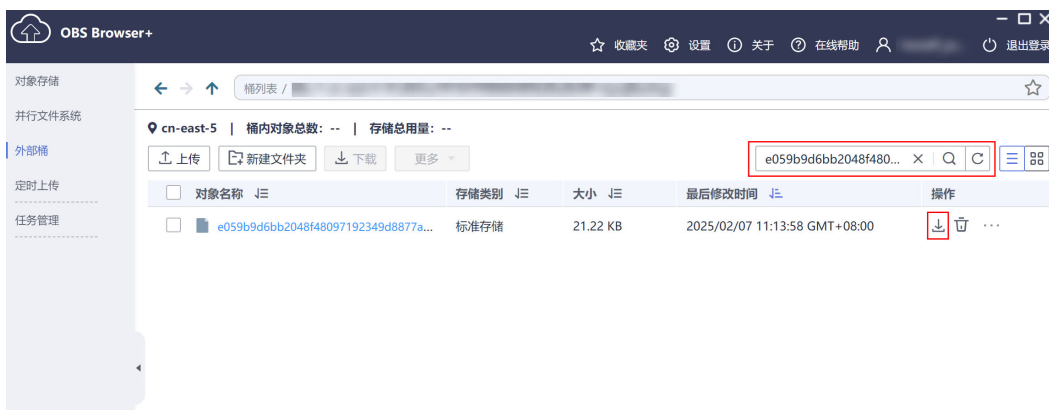 OBS Browser+
收藏夹 设置 关于 在线帮助 退出登录
对象存储
并行文件系统
外部桶
定时上传
任务管理
桶列表 /
cn-east-5 | 桶内对象总数: -- | 存储总用量: --
上传 新建文件夹 下载 更多 e059b9d6bb2048f480...
对象名称 存储类别 大小 最后修改时间 操作
e059b9d6bb2048f48097192349d8877a... 标准存储 21.22 KB 2025/02/07 11:13:58 GMT+08:00 ...